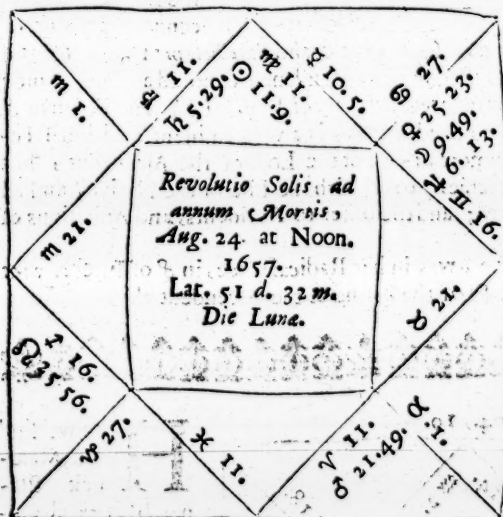 ♏ 1.
♎ 11.
♄ 5.29.
☉ 11.9.
♍ 11.
☿ 10.5.
♋ 27.
♀ 25 23.
☽ 9.49.
♃ 6. 13
♊ 16.
Revolutio Solis ad
annum Mortis,
Aug. 24 at Noon.
1657.
Lat. 51 d. 32 m.
Die Lunæ.
♏ 21.
♉ 21.
♐ 16.
☊ 35 56.
♑ 27.
♓ 11.
♈ 11.
♂ 21.49.